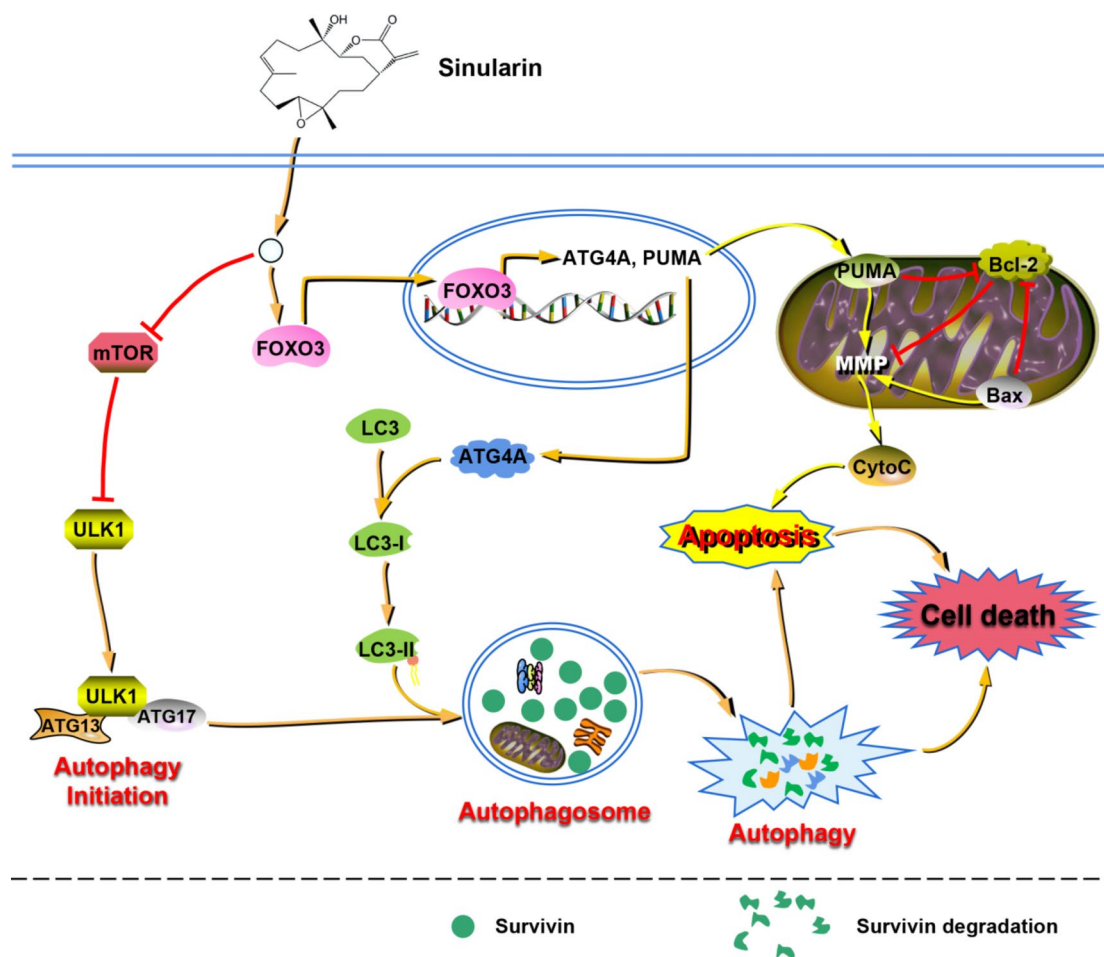 OH
O
O
Sinularin
O
ATG4A, PUMA
PUMA
Bcl-2
FOXO3
FOXO3
mTOR
MMP
Bax
LC3
ATG4A
CytoC
ULK1
LC3-I
Apoptosis
Cell death
LC3-II
ULK1
ATG13
ATG17
Autophagy
Initiation
Autophagosome
Autophagy
Survivin
Survivin degradation